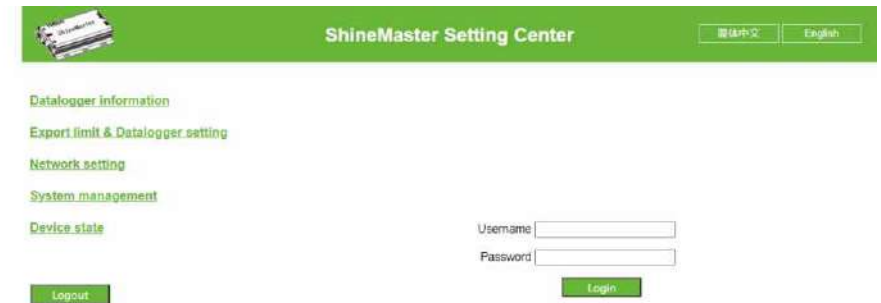 ShineMaster
ShineMaster Setting Center
简体中文
English
Datalogger information
Export limit & Datalogger setting
Network setting
System management
Device state
Username
Password
Logout
Login